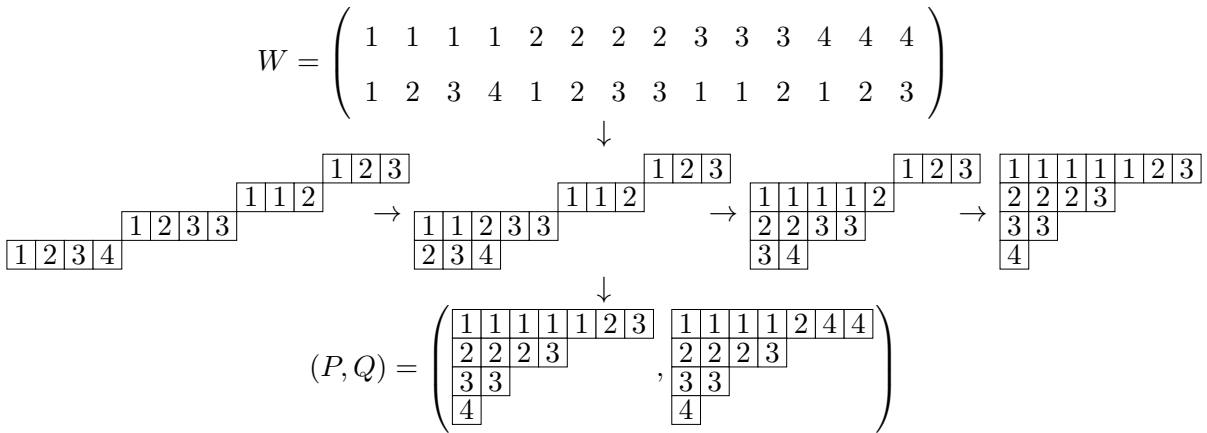 W = ( 1 1 1 1 2 2 2 2 3 3 3 4 4 4
1 2 3 4 1 2 3 3 1 1 2 1 2 3 )
↓
1 2 3 1 2 3 1 2 3 1 1 1 1 1 2 3
1 1 2 1 1 2 1 1 1 1 2 2 2 2 3
1 2 3 3 → 1 1 2 3 3 → 2 2 3 3 → 3 3
1 2 3 4 2 3 4 3 4 4
↓
(P, Q) = ( 1 1 1 1 1 2 3 , 1 1 1 1 2 4 4 )
2 2 2 3 2 2 2 3
3 3 3 3
4 4